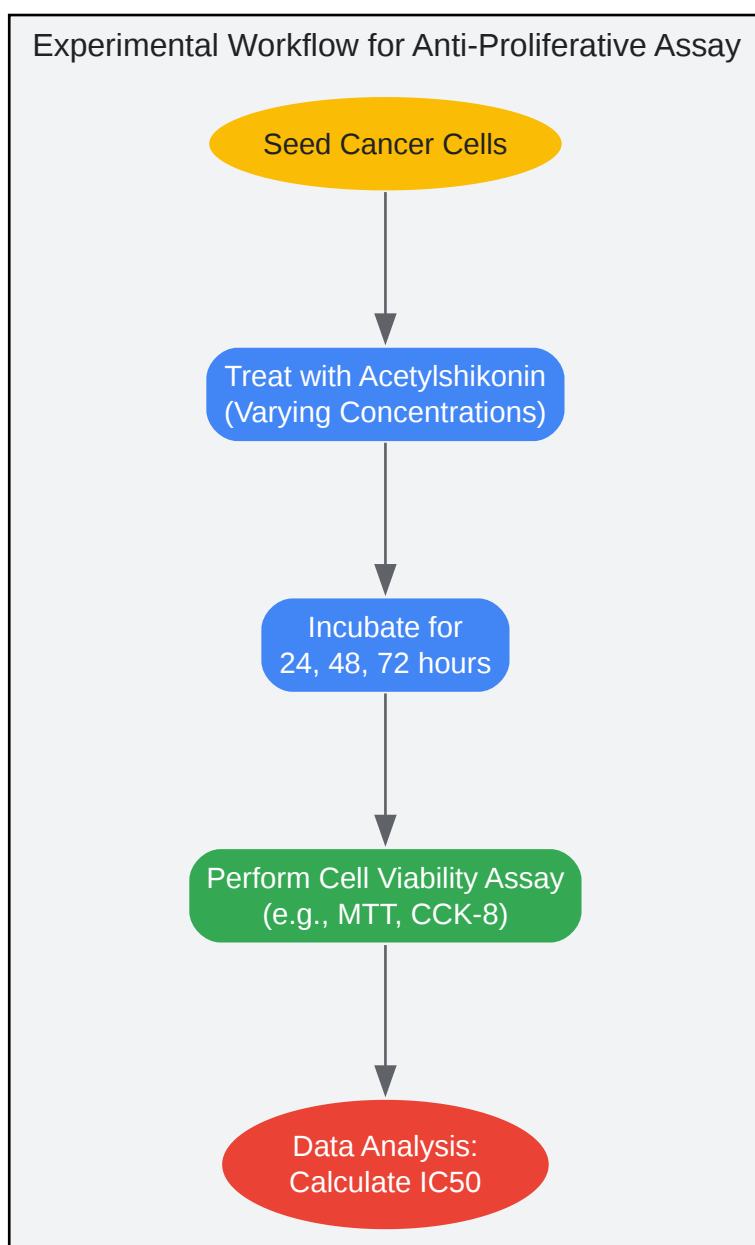 Experimental Workflow for Anti-Proliferative Assay
Seed Cancer Cells
Treat with Acetylshikonin
(Varying Concentrations)
Incubate for
24, 48, 72 hours
Perform Cell Viability Assay
(e.g., MTT, CCK-8)
Data Analysis:
Calculate IC50